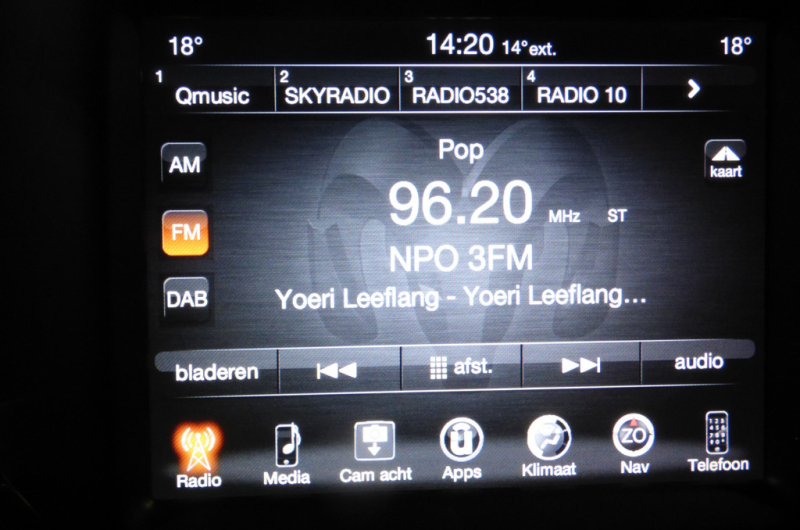 18° 14:20 14°ext. 18°
1 Qmusic 2 SKYRADIO 3 RADIO538 4 RADIO 10
AM
Pop
kaart
96.20 MHz ST
FM
NPO 3FM
DAB
Yoeri Leeflang - Yoeri Leeflang...
bladeren afst. audio
Radio Media Cam acht Apps Klimaat ZO Nav Telefoon